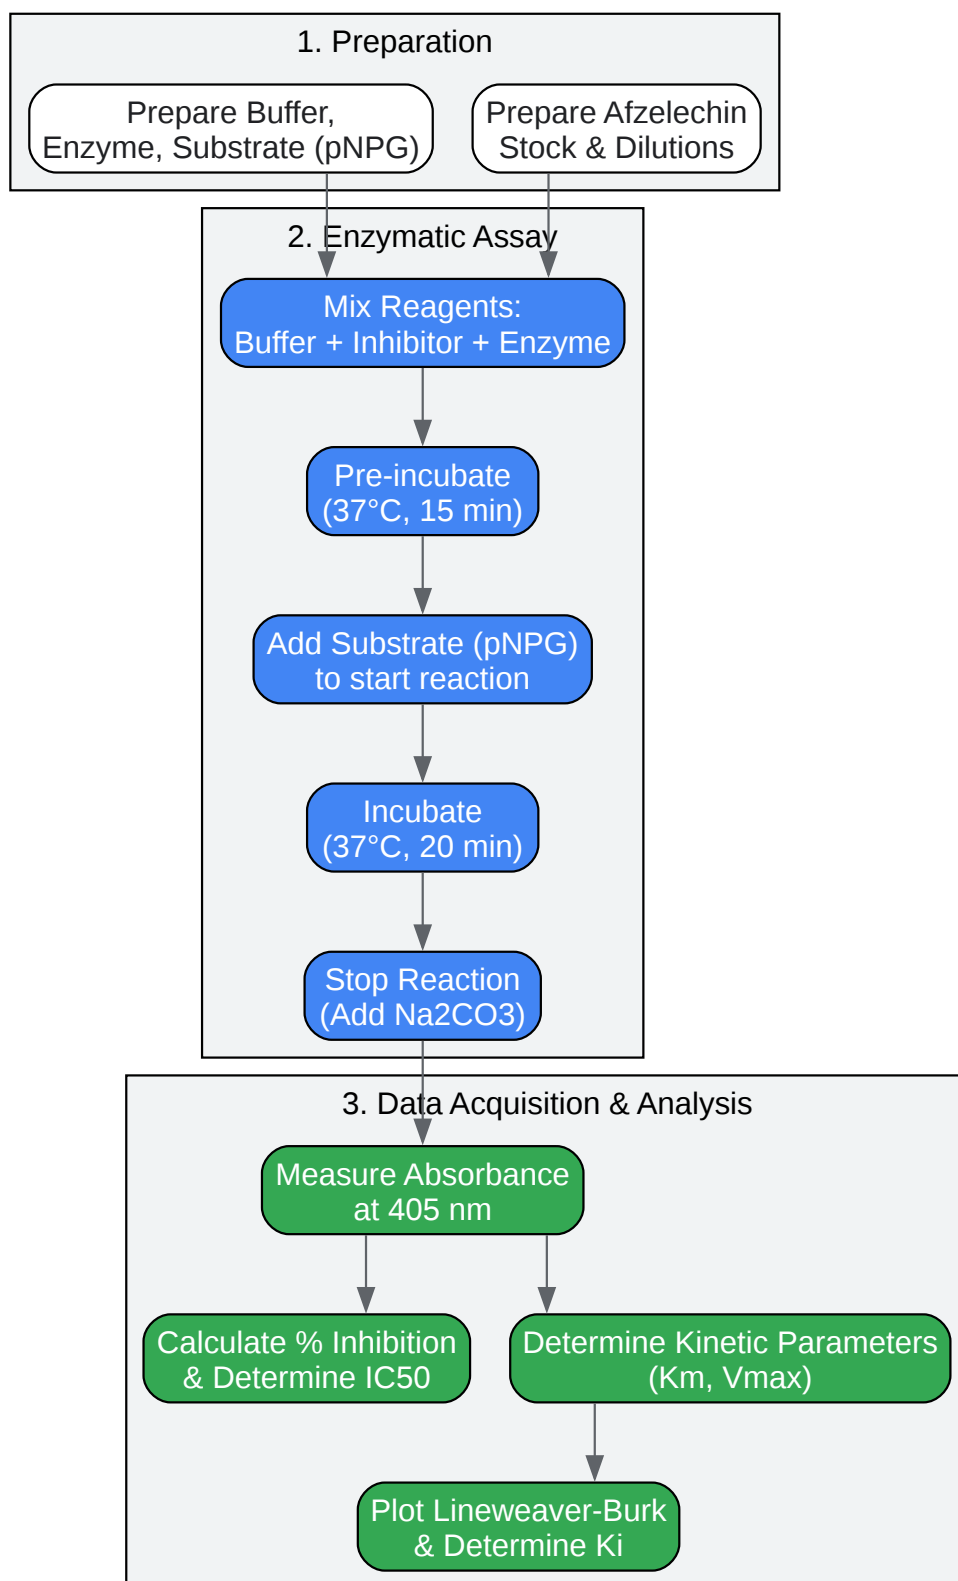 1. Preparation
Prepare Buffer,
Enzyme, Substrate (pNPG)
Prepare Afzelechin
Stock & Dilutions
2. Enzymatic Assay
Mix Reagents:
Buffer + Inhibitor + Enzyme
Pre-incubate
(37°C, 15 min)
Add Substrate (pNPG)
to start reaction
Incubate
(37°C, 20 min)
Stop Reaction
(Add Na2CO3)
3. Data Acquisition & Analysis
Measure Absorbance
at 405 nm
Calculate % Inhibition
& Determine IC50
Determine Kinetic Parameters
(Km, Vmax)
Plot Lineweaver-Burk
& Determine Ki